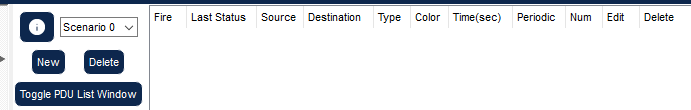 Scenario 0
New Delete
Toggle PDU List Window
Fire Last Status Source Destination Type Color Time(sec) Periodic Num Edit Delete